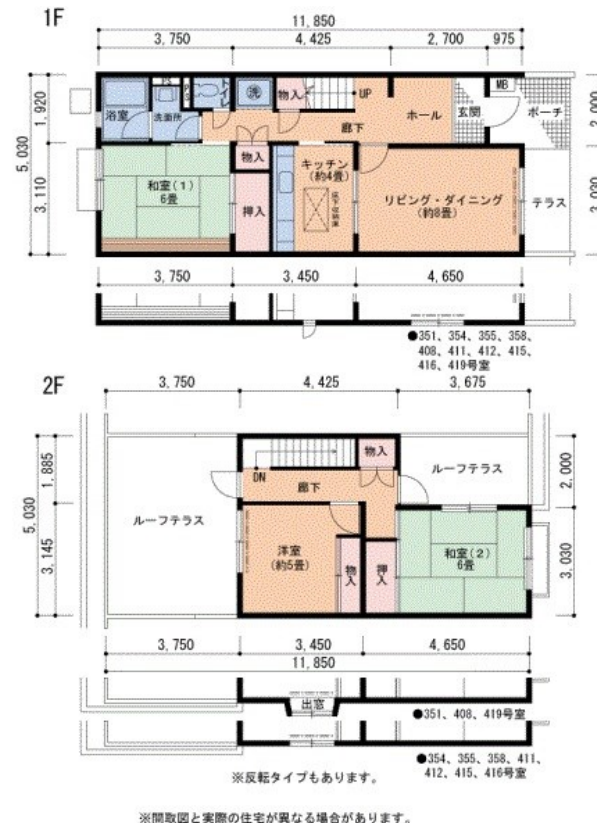 1F
11,850
3,750 4,425 2,700 975
5,030
1,920
3,110
2,000
3,030
浴室
洗面所
PS
PS
トイレ
洗
物入
UP
廊下
ホール
玄関
MB
ポーチ
和室(1)
6畳
物入
押入
キッチン
(約4畳)
床下収納庫
リビング・ダイニング
(約8畳)
テラス
3,750 3,450 4,650
●351、354、355、358、
408、411、412、415、
416、419号室
2F
3,750 4,425 3,675
5,030
1,885
3,145
2,000
3,030
ルーフテラス
DN
物入
廊下
ルーフテラス
洋室
(約5畳)
物入
押入
和室(2)
6畳
3,750 3,450 4,650
11,850
出窓
●351、408、419号室
●354、355、358、411、
412、415、416号室
※反転タイプもあります。
※間取図と実際の住宅が異なる場合があります。